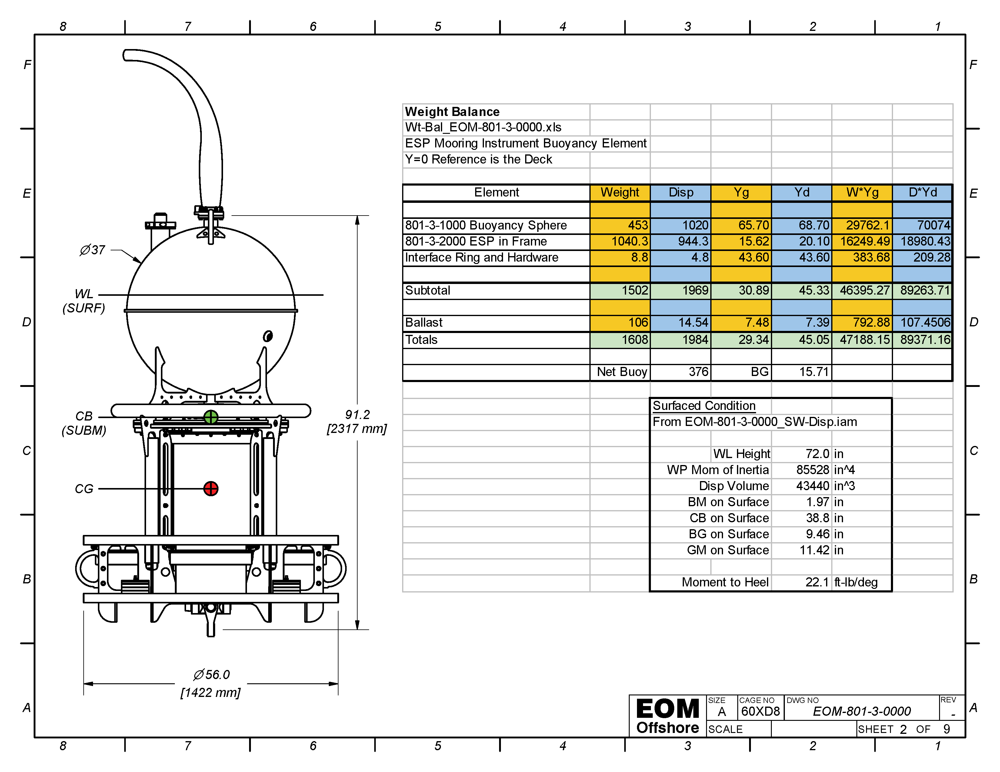 8 7 6 5 4 3 2 1
F F
E E
D D
C C
B B
A A
Ø37
WL
(SURF)
CB
(SUBM)
CG
91.2
[2317 mm]
Ø56.0
[1422 mm]
Weight Balance
Wt-Bal_EOM-801-3-0000.xls
ESP Mooring Instrument Buoyancy Element
Y=0 Reference is the Deck
Element Weight Disp Yg Yd W*Yg D*Yd
801-3-1000 Buoyancy Sphere 453 1020 65.70 68.70 29762.1 70074
801-3-2000 ESP in Frame 1040.3 944.3 15.62 20.10 16249.49 18980.43
Interface Ring and Hardware 8.8 4.8 43.60 43.60 383.68 209.28
Subtotal 1502 1969 30.89 45.33 46395.27 89263.71
Ballast 106 14.54 7.48 7.39 792.88 107.4506
Totals 1608 1984 29.34 45.05 47188.15 89371.16
Net Buoy 376 BG 15.71
Surfaced Condition
From EOM-801-3-0000_SW-Disp.iam
WL Height 72.0 in
WP Mom of Inertia 85528 in^4
Disp Volume 43440 in^3
BM on Surface 1.97 in
CB on Surface 38.8 in
BG on Surface 9.46 in
GM on Surface 11.42 in
Moment to Heel 22.1 ft-lb/deg
EOM
Offshore
SIZE
A
CAGE NO
60XD8
DWG NO
EOM-801-3-0000
REV
-
SCALE
SHEET 2 OF 9
8 7 6 5 4 3 2 1